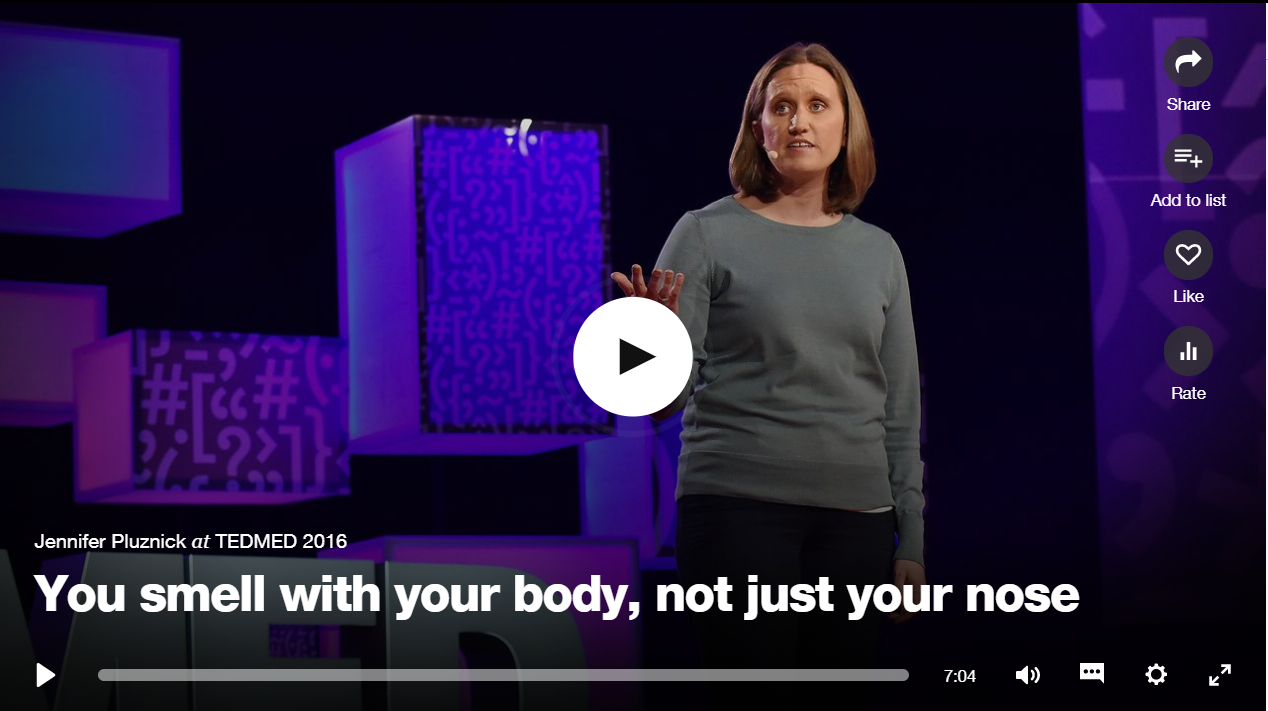 Share
Add to list
Like
Rate
Jennifer Pluznick at TEDMED 2016
You smell with your body, not just your nose
MED
7:04